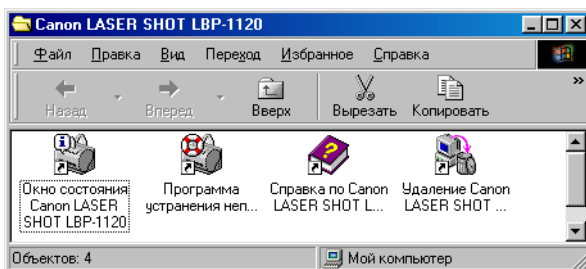 Canon LASER SHOT LBP-1120
Файл Правка Вид Переход Избранное Справка
Назад Вперед Вверх Вырезать Копировать »
Окно состояния
Canon LASER
SHOT LBP-1120
Программа
устранения неп...
Справка по Canon
LASER SHOT L...
Удаление Canon
LASER SHOT ...
Объектов: 4 Мой компьютер